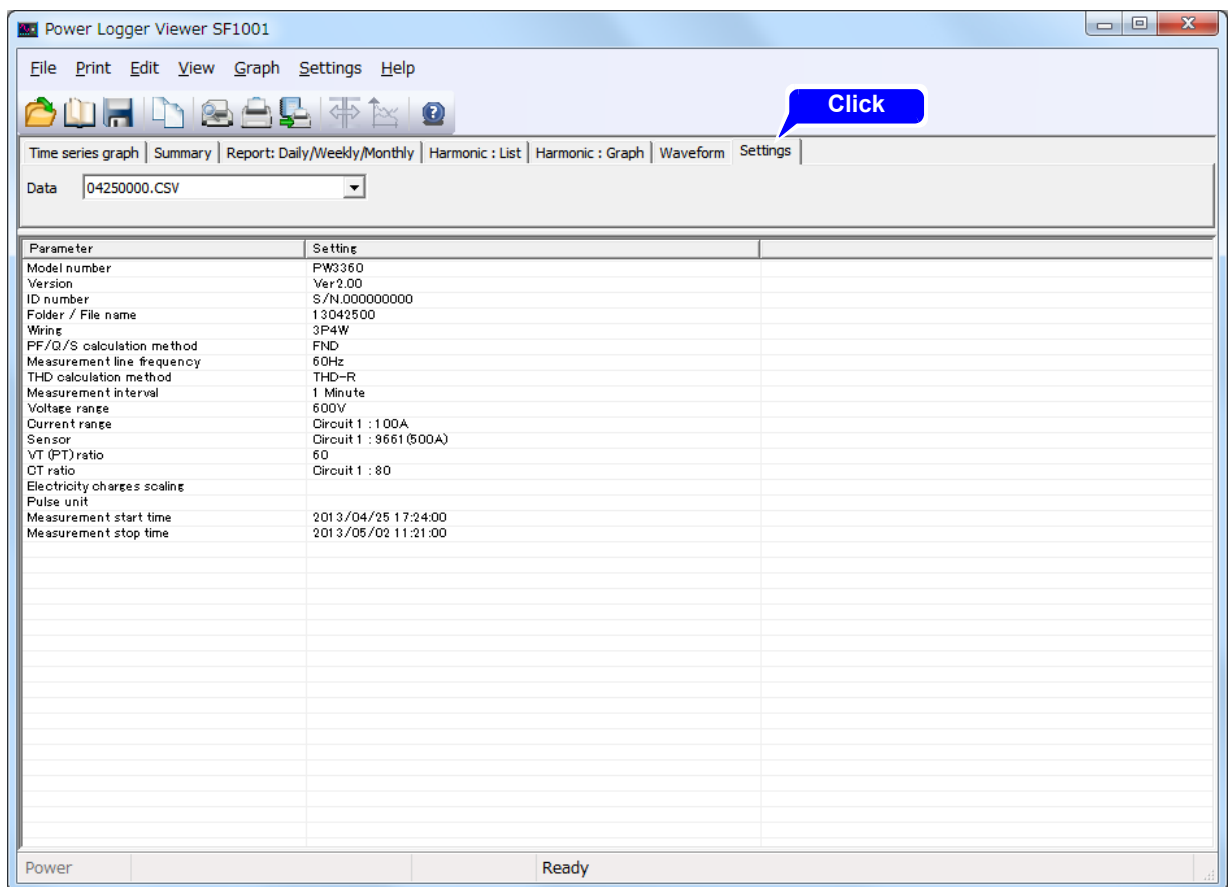 Power Logger Viewer SF1001
File Print Edit View Graph Settings Help
Click
Time series graph Summary Report: Daily/Weekly/Monthly Harmonic : List Harmonic : Graph Waveform Settings
Data 04250000.CSV
Parameter Setting
Model number PW3360
Version Ver2.00
ID number S/N.000000000
Folder / File name 13042500
Wiring 3P4W
PF/Q/S calculation method FND
Measurement line frequency 60Hz
THD calculation method THD-R
Measurement interval 1 Minute
Voltage range 600V
Current range Circuit 1 : 100A
Sensor Circuit 1 : 9661(500A)
VT (PT) ratio 60
CT ratio Circuit 1 : 80
Electricity charges scaling
Pulse unit
Measurement start time 2013/04/25 17:24:00
Measurement stop time 2013/05/02 11:21:00
Power Ready